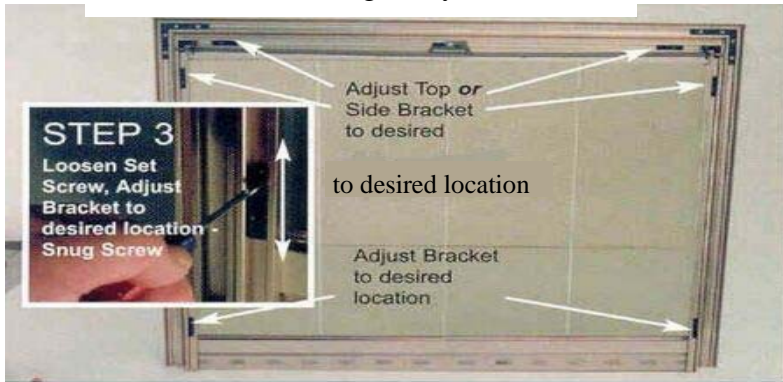 Adjust Top or
Side Bracket
to desired
STEP 3
Loosen Set
Screw, Adjust
Bracket to
desired location -
Snug Screw
to desired location
Adjust Bracket
to desired
location